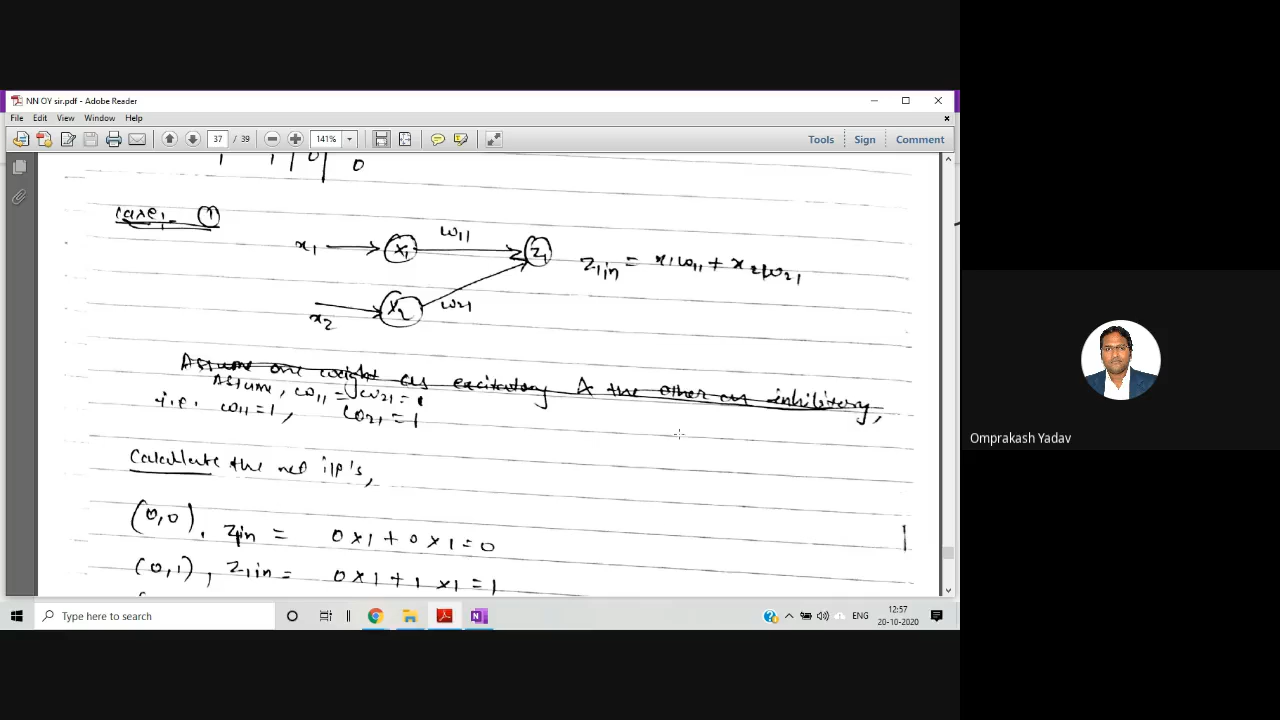 NN OY sir.pdf - Adobe Reader
File Edit View Window Help
37 / 39 141% Tools Sign Comment
1 1 0 0
Case, ①
x1 X1 w11 Z1 Z1in = x1w11 + x2w21
x2 X2 w21
Assume one weight as excitatory & the other as inhibitory,
Assume, w11 = w21 = 1
i.e. w11 = 1, w21 = 1
Calculate the net i/p's,
(0,0), Z1in = 0 x 1 + 0 x 1 = 0
(0,1), Z1in = 0 x 1 + 1 x 1 = 1
Omprakash Yadav
Type here to search
ENG
12:57
20-10-2020